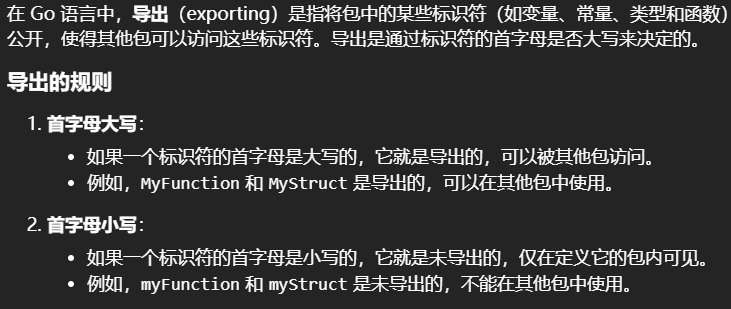 在 Go 语言中，导出（exporting）是指将包中的某些标识符（如变量、常量、类型和函数）
公开，使得其他包可以访问这些标识符。导出是通过标识符的首字母是否大写来决定的。
导出的规则
1. 首字母大写：
• 如果一个标识符的首字母是大写的，它就是导出的，可以被其他包访问。
• 例如，MyFunction 和 MyStruct 是导出的，可以在其他包中使用。
2. 首字母小写：
• 如果一个标识符的首字母是小写的，它就是未导出的，仅在定义它的包内可见。
• 例如，myFunction 和 myStruct 是未导出的，不能在其他包中使用。